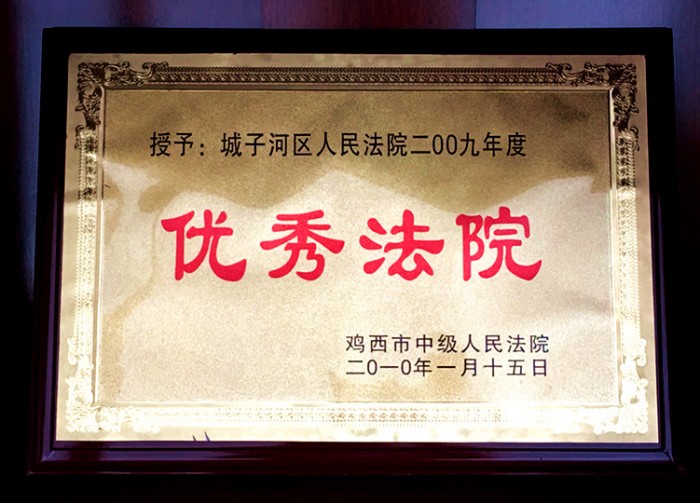 授予：城子河区人民法院二00九年度
优秀法院
鸡西市中级人民法院
二0一0年一月十五日